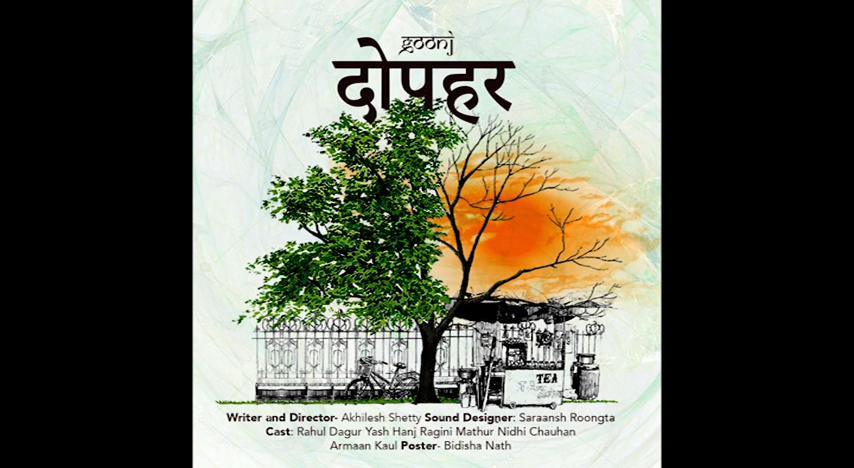 goonj
दोपहर
TEA
Writer and Director- Akhilesh Shetty Sound Designer: Saraansh Roongta
Cast: Rahul Dagur Yash Hanj Ragini Mathur Nidhi Chauhan
Armaan Kaul Poster- Bidisha Nath